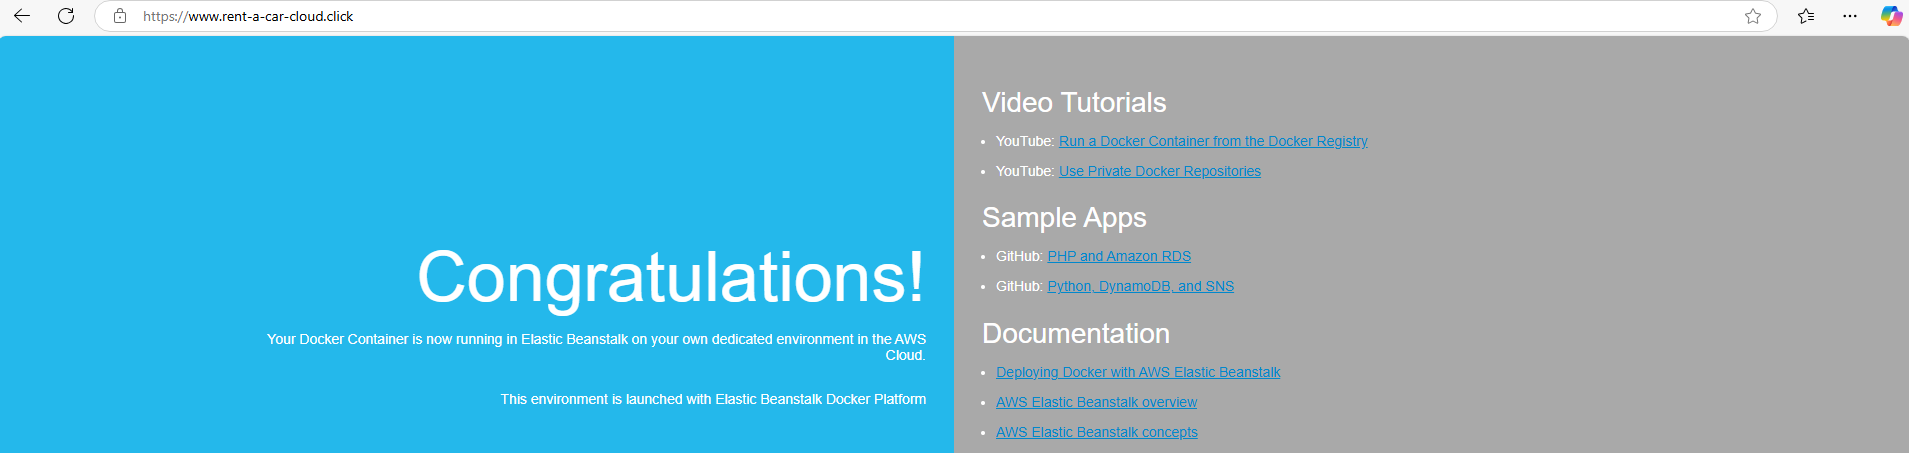 https://www.rent-a-car-cloud.click
Congratulations!
Your Docker Container is now running in Elastic Beanstalk on your own dedicated environment in the AWS
Cloud.
This environment is launched with Elastic Beanstalk Docker Platform
Video Tutorials
YouTube: Run a Docker Container from the Docker Registry
YouTube: Use Private Docker Repositories
Sample Apps
GitHub: PHP and Amazon RDS
GitHub: Python, DynamoDB, and SNS
Documentation
Deploying Docker with AWS Elastic Beanstalk
AWS Elastic Beanstalk overview
AWS Elastic Beanstalk concepts